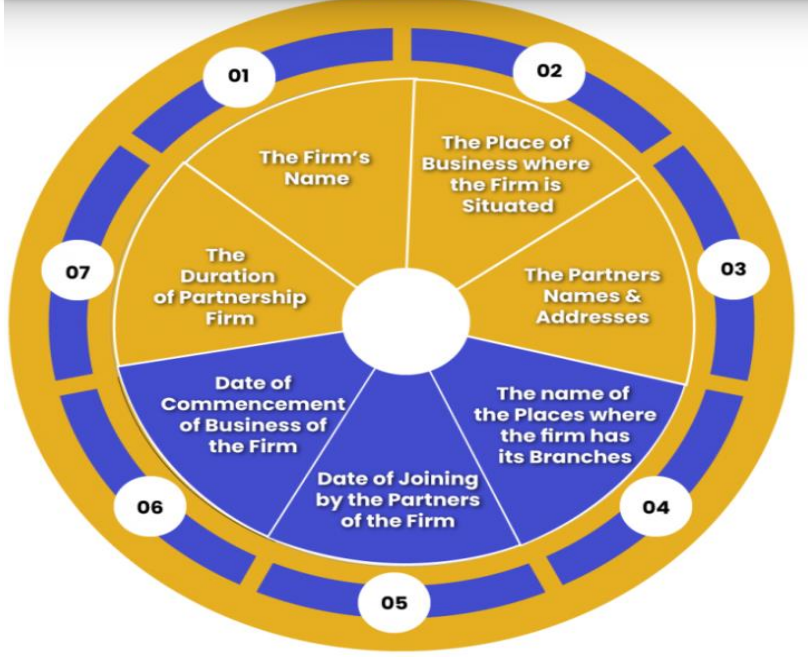 01
The Firm's
Name
02
The Place of
Business where
the Firm is
Situated
03
The Partners
Names &
Addresses
04
The name of
the Places where
the firm has
its Branches
05
Date of Joining
by the Partners
of the Firm
06
Date of
Commencement
of Business of
the Firm
07
The
Duration
of Partnership
Firm